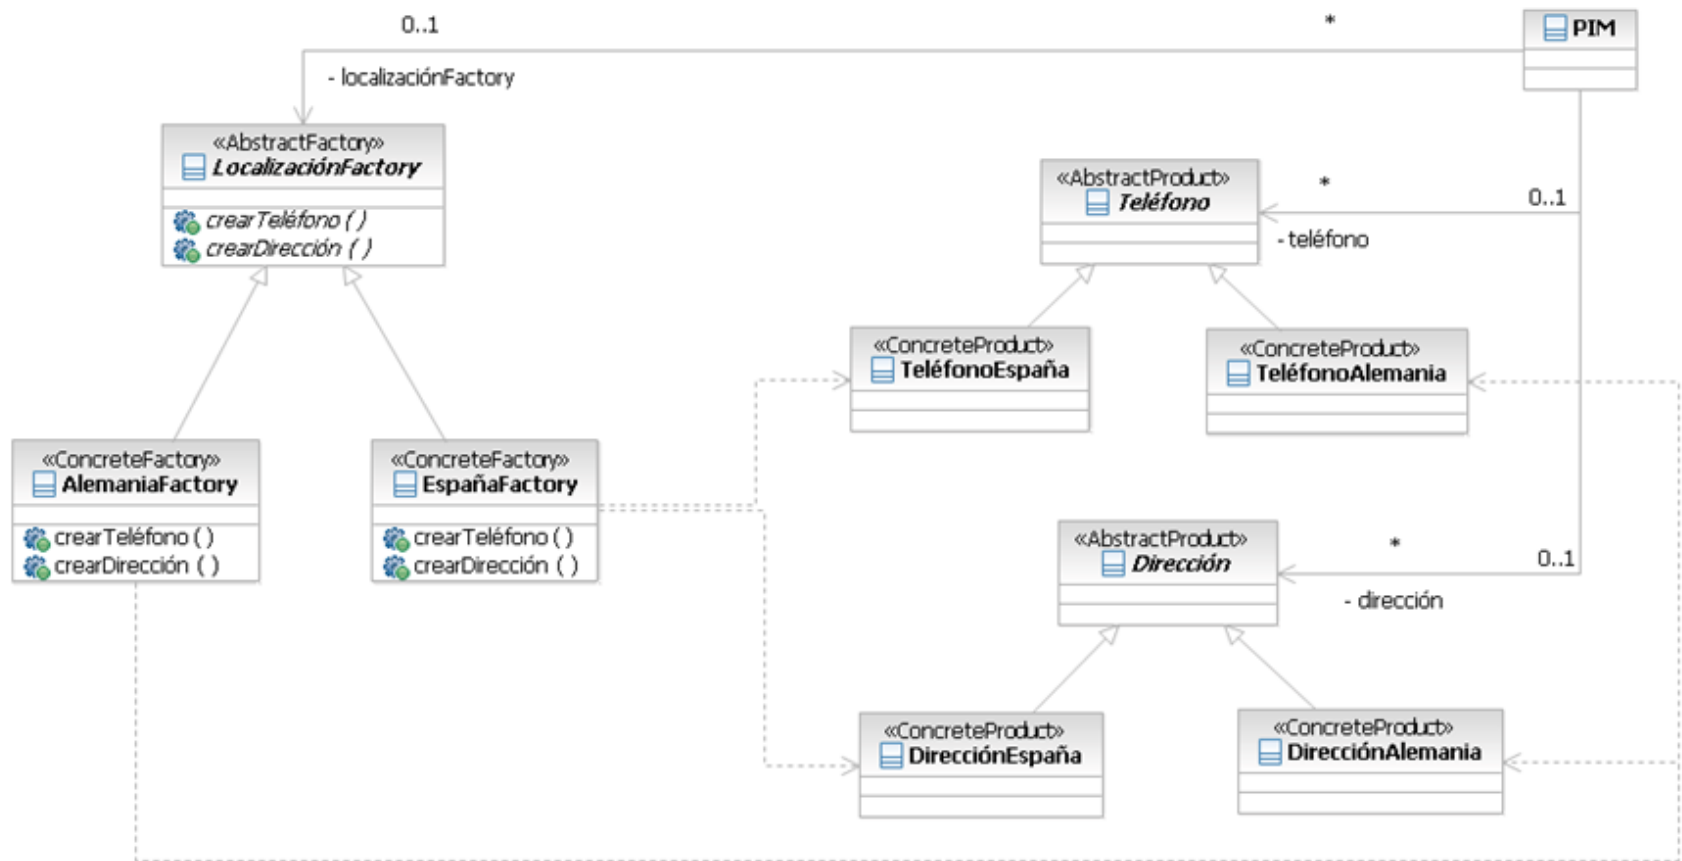 0..1
*
PIM
- localizaciónFactory
«AbstractFactory»
LocalizaciónFactory
crearTeléfono ( )
crearDirección ( )
«AbstractProduct»
Teléfono
*
0..1
- teléfono
«ConcreteProduct»
TeléfonoEspaña
«ConcreteProduct»
TeléfonoAlemania
«ConcreteFactory»
AlemaniaFactory
crearTeléfono ( )
crearDirección ( )
«ConcreteFactory»
EspañaFactory
crearTeléfono ( )
crearDirección ( )
«AbstractProduct»
Dirección
*
0..1
- dirección
«ConcreteProduct»
DirecciónEspaña
«ConcreteProduct»
DirecciónAlemania